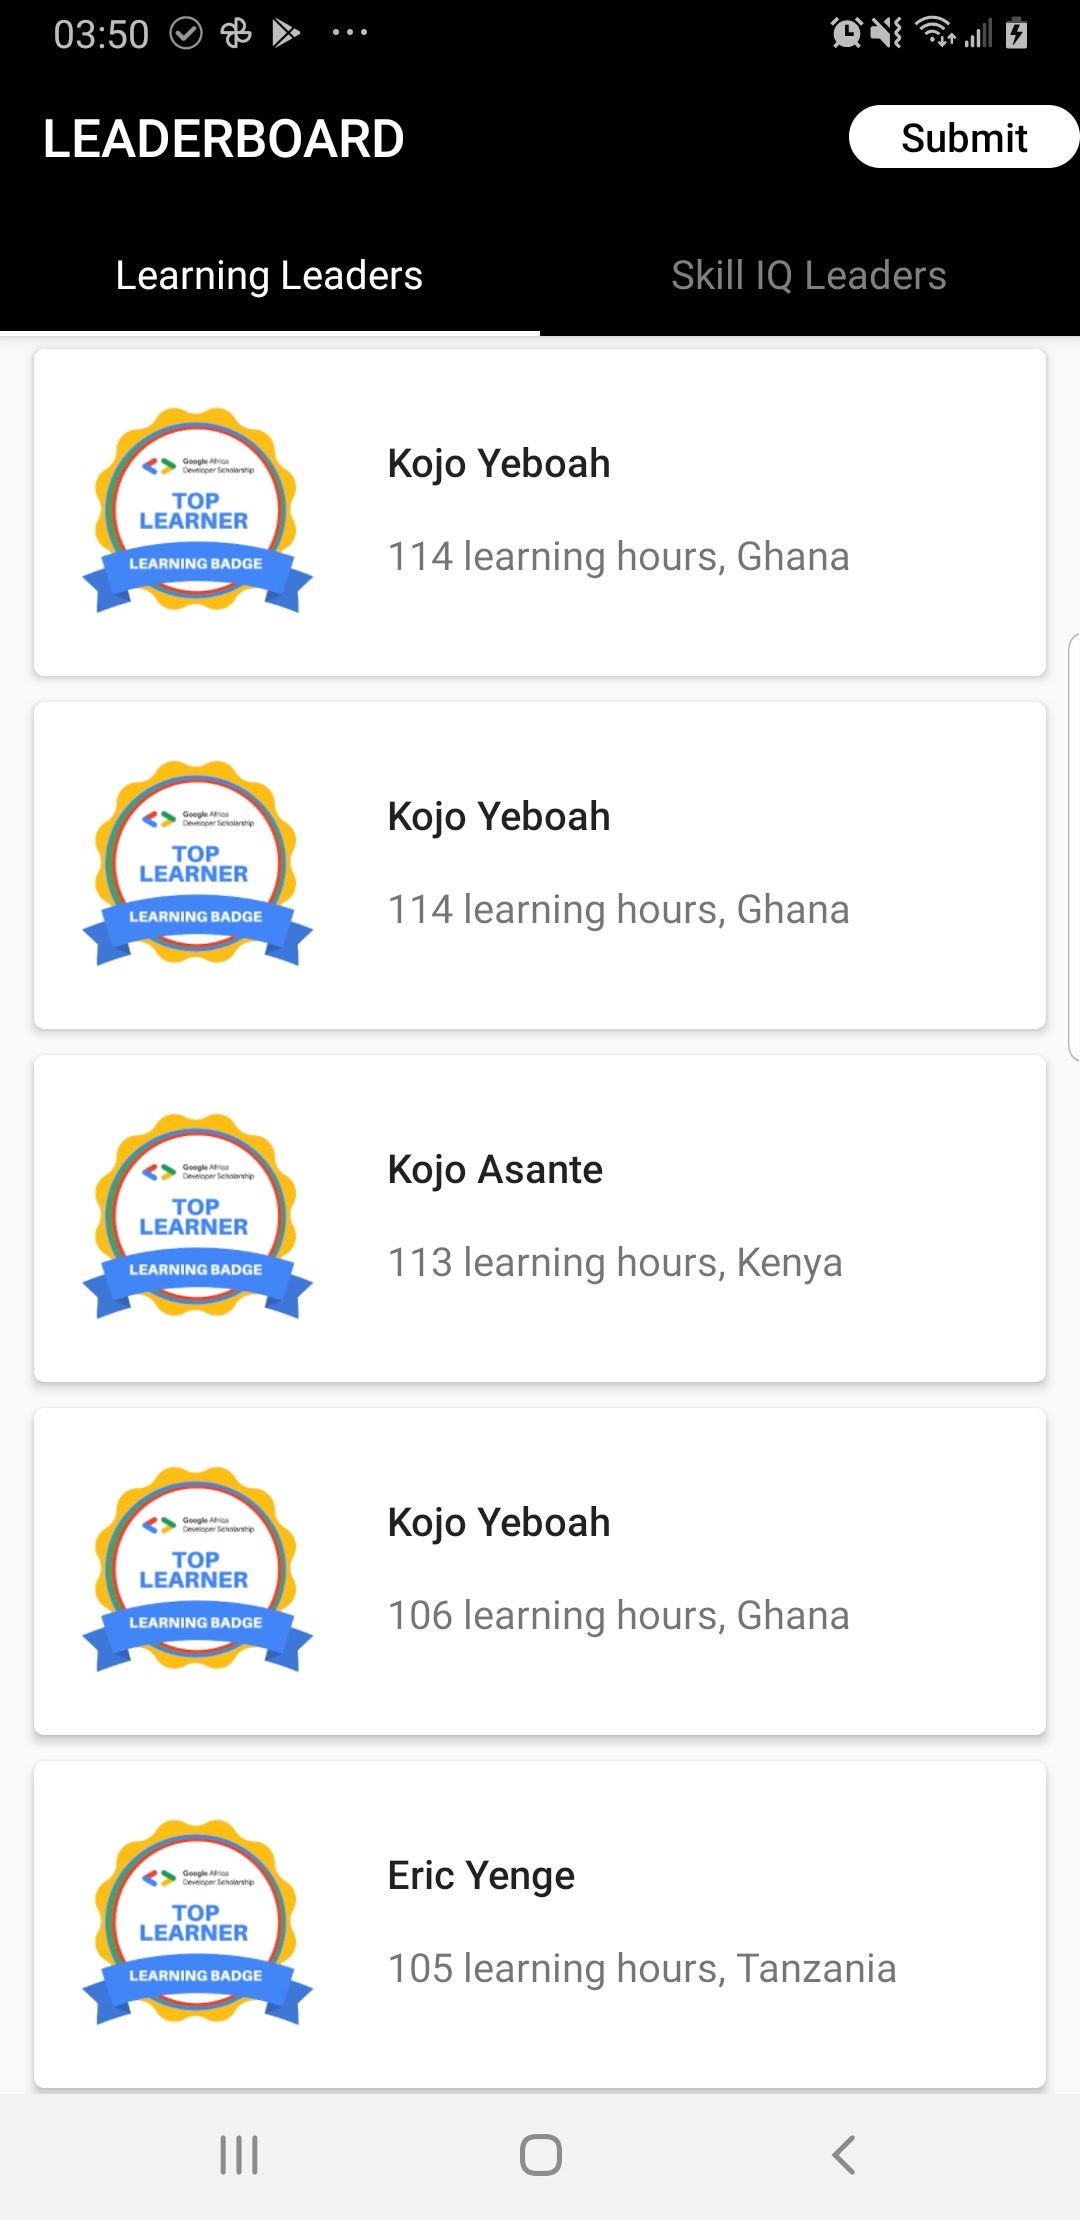 03:50
LEADERBOARD
Submit
Learning Leaders
Skill IQ Leaders
Google Africa
Developer Scholarship
TOP
LEARNER
LEARNING BADGE
Kojo Yeboah
114 learning hours, Ghana
Google Africa
Developer Scholarship
TOP
LEARNER
LEARNING BADGE
Kojo Yeboah
114 learning hours, Ghana
Google Africa
Developer Scholarship
TOP
LEARNER
LEARNING BADGE
Kojo Asante
113 learning hours, Kenya
Google Africa
Developer Scholarship
TOP
LEARNER
LEARNING BADGE
Kojo Yeboah
106 learning hours, Ghana
Google Africa
Developer Scholarship
TOP
LEARNER
LEARNING BADGE
Eric Yenge
105 learning hours, Tanzania